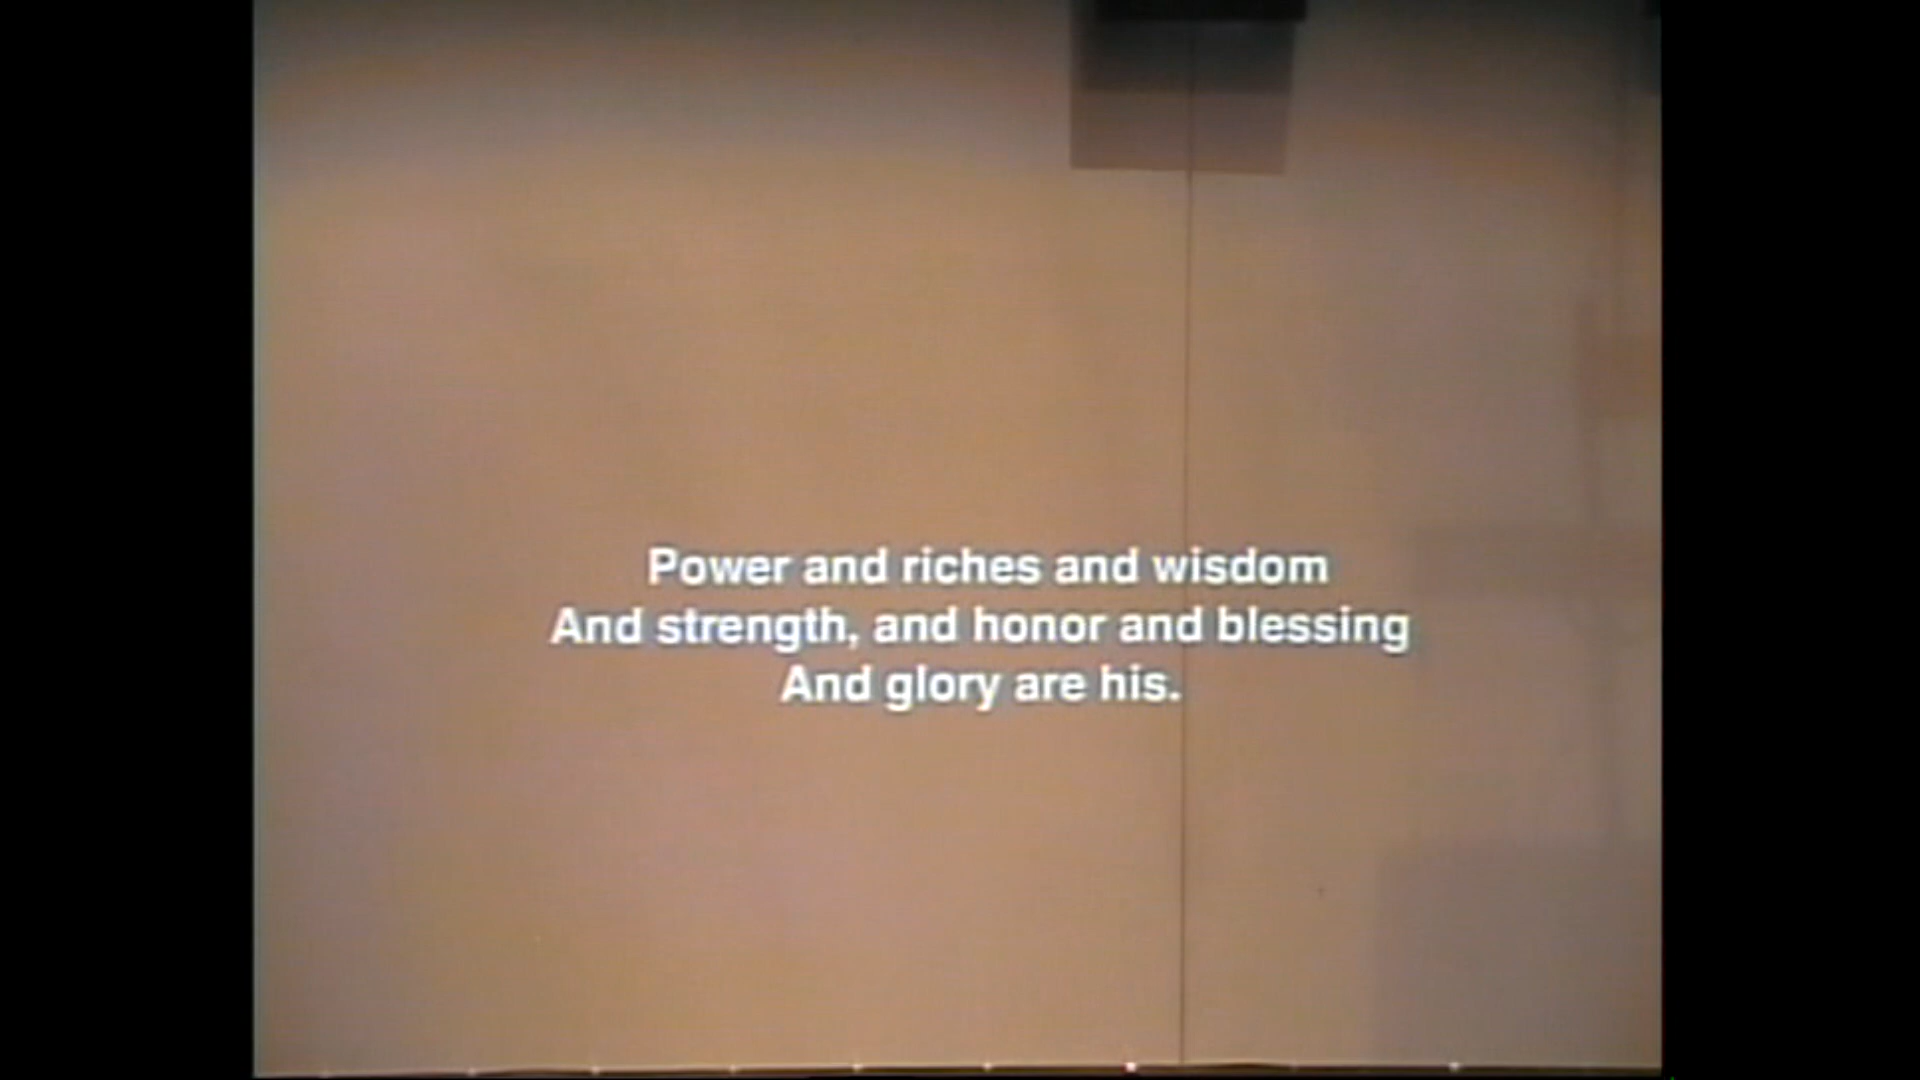 Power and riches and wisdom
And strength, and honor and blessing
And glory are his.